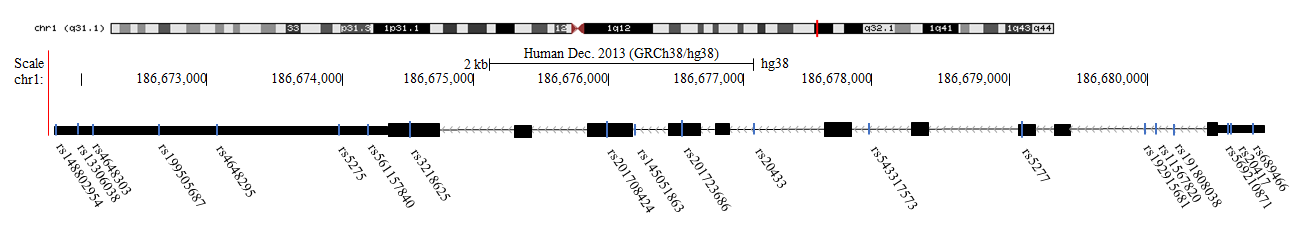 chr1 (q31.1) 33 p31.3 1p31.1 12 1q12 q32.1 1q41 1q43 q44
Scale 2 kb Human Dec. 2013 (GRCh38/hg38) hg38
chr1: 186,673,000 186,674,000 186,675,000 186,676,000 186,677,000 186,678,000 186,679,000 186,680,000
rs148802954
rs13306038
rs4648303
rs199505687
rs4648295
rs5275
rs561157840
rs3218625
rs201708424
rs145051863
rs201723686
rs20433
rs543317573
rs5277
rs192915681
rs11567820
rs191808038
rs569210871
rs20417
rs689466